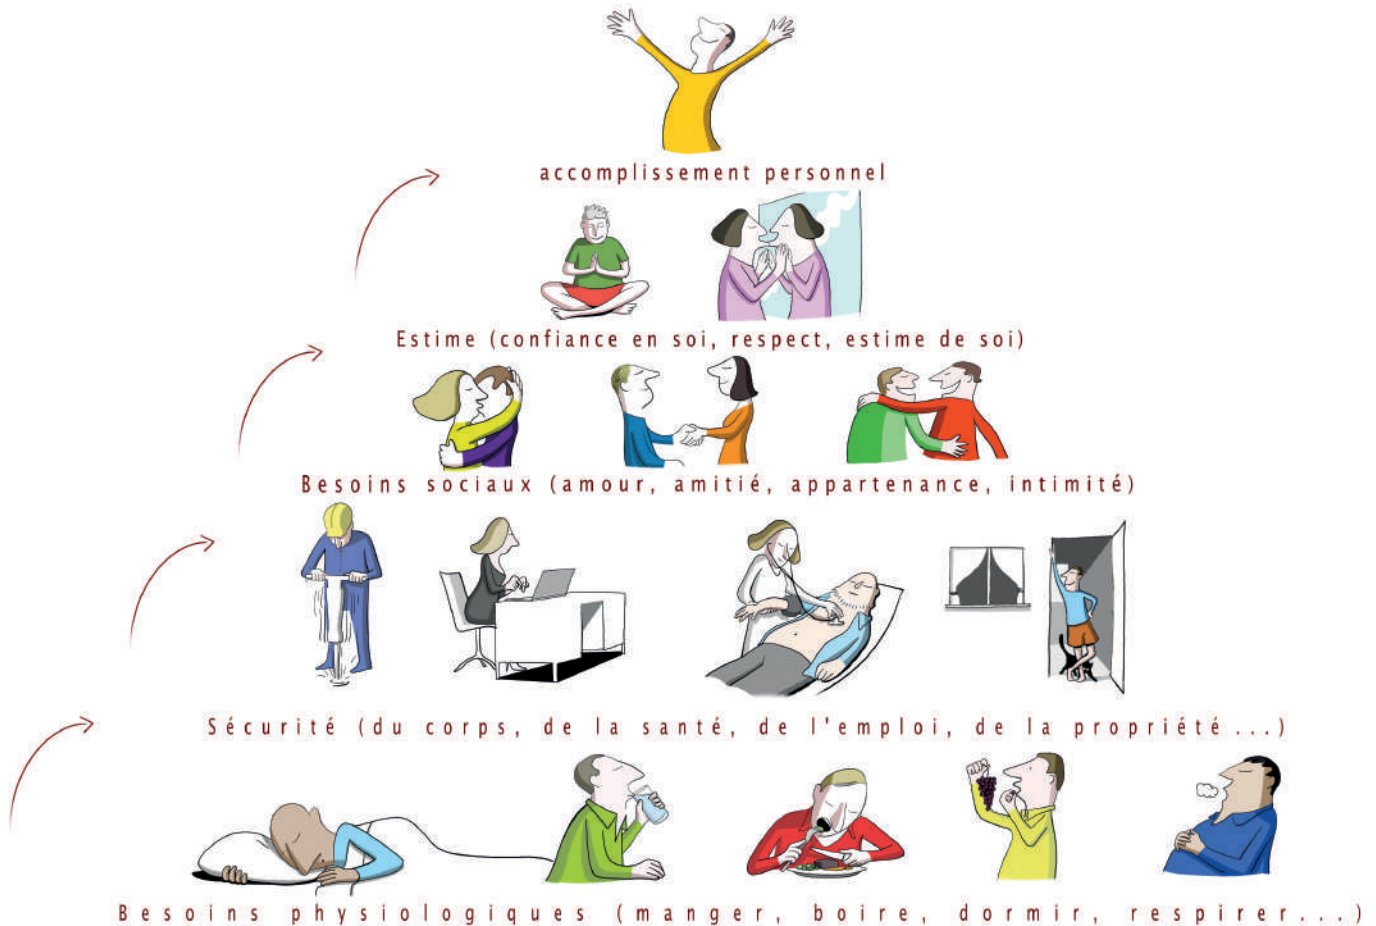 accomplissement personnel
Estime (confiance en soi, respect, estime de soi)
Besoins sociaux (amour, amitié, appartenance, intimité)
Sécurité (du corps, de la santé, de l'emploi, de la propriété...)
Besoins physiologiques (manger, boire, dormir, respirer...)